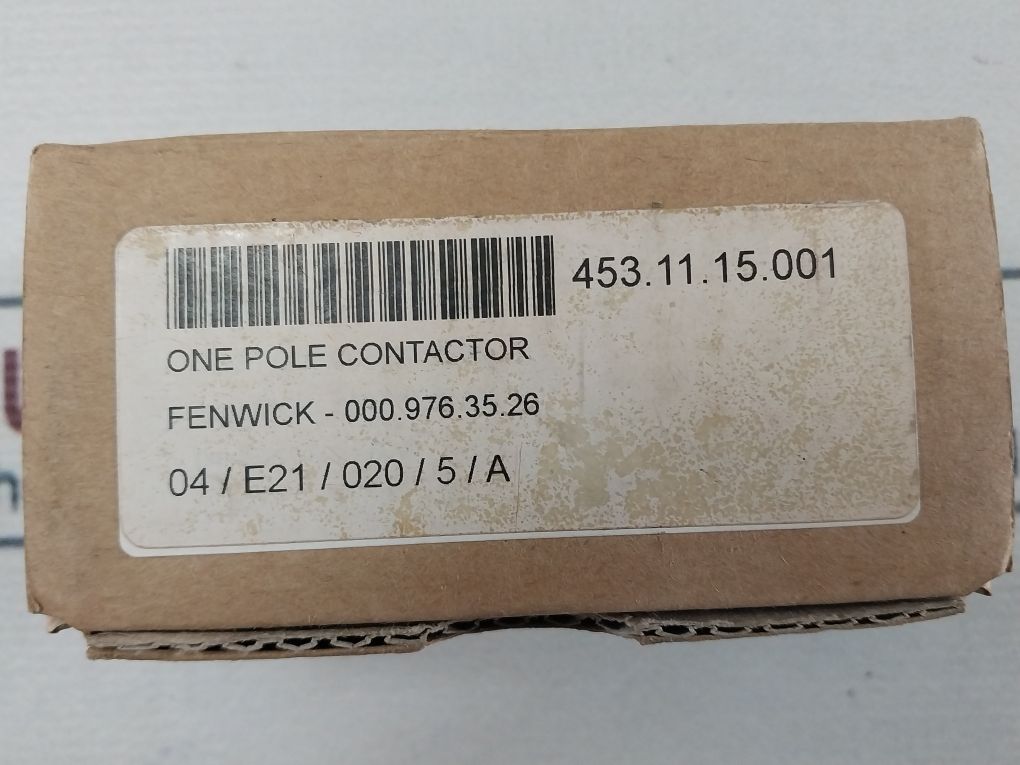 453.11.15.001
ONE POLE CONTACTOR
FENWICK - 000.976.35.26
04 / E21 / 020 / 5 / A